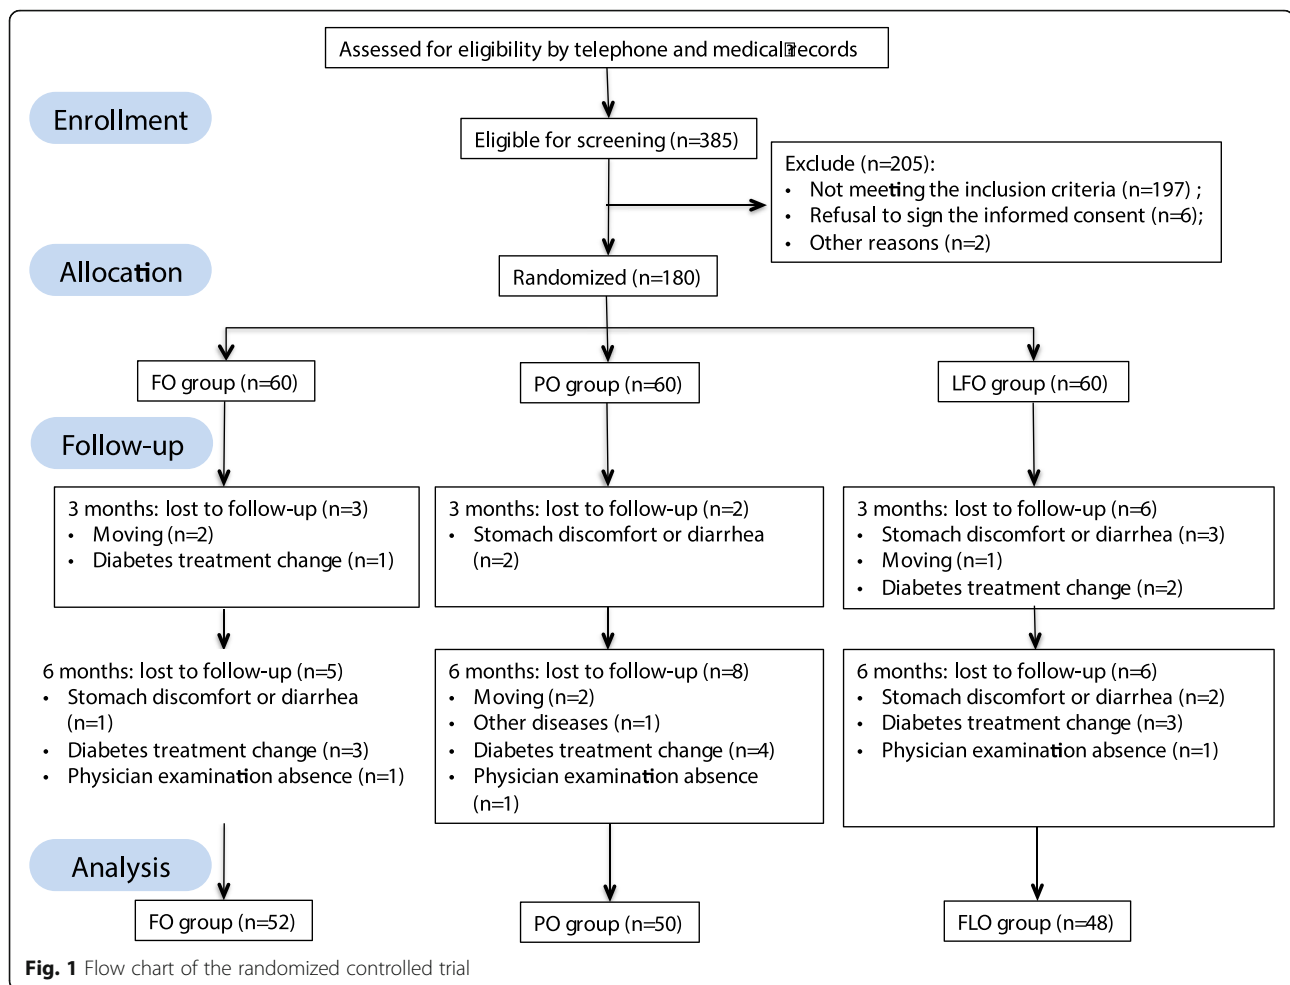 Assessed for eligibility by telephone and medical records
Enrollment
Eligible for screening (n=385)
Exclude (n=205):
• Not meeting the inclusion criteria (n=197) ;
• Refusal to sign the informed consent (n=6);
• Other reasons (n=2)
Allocation
Randomized (n=180)
FO group (n=60)
PO group (n=60)
LFO group (n=60)
Follow-up
3 months: lost to follow-up (n=3)
• Moving (n=2)
• Diabetes treatment change (n=1)
3 months: lost to follow-up (n=2)
• Stomach discomfort or diarrhea
(n=2)
3 months: lost to follow-up (n=6)
• Stomach discomfort or diarrhea (n=3)
• Moving (n=1)
• Diabetes treatment change (n=2)
6 months: lost to follow-up (n=5)
• Stomach discomfort or diarrhea
(n=1)
• Diabetes treatment change (n=3)
• Physician examination absence (n=1)
6 months: lost to follow-up (n=8)
• Moving (n=2)
• Other diseases (n=1)
• Diabetes treatment change (n=4)
• Physician examination absence
(n=1)
6 months: lost to follow-up (n=6)
• Stomach discomfort or diarrhea (n=2)
• Diabetes treatment change (n=3)
• Physician examination absence (n=1)
Analysis
FO group (n=52)
PO group (n=50)
FLO group (n=48)
Fig. 1 Flow chart of the randomized controlled trial